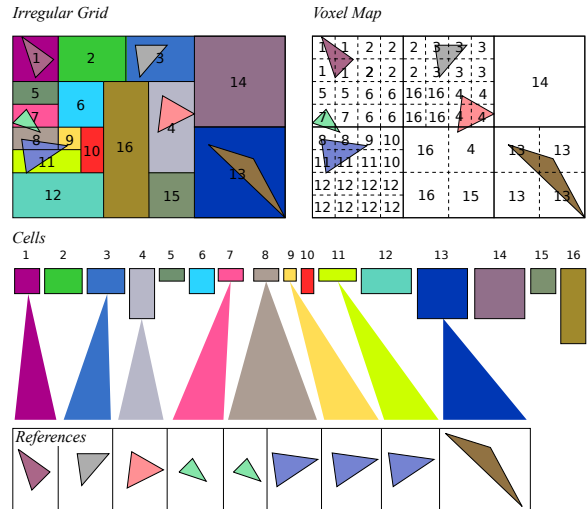 Irregular Grid
1 2 3 14
5 6
7 4
8 9 10 16
11 13
12 15
Voxel Map
1 1 2 2 2 3 3 3
1 1 2 2 2 3 3 3 14
5 5 6 6 16 16 4 4
7 7 6 6 16 16 4 4
8 8 9 10 16 4 13 13
11 11 11 10
12 12 12 12 16 15 13
12 12 12 12
Cells
1 2 3 4 5 6 7 8 9 10 11 12 13 14 15 16
References